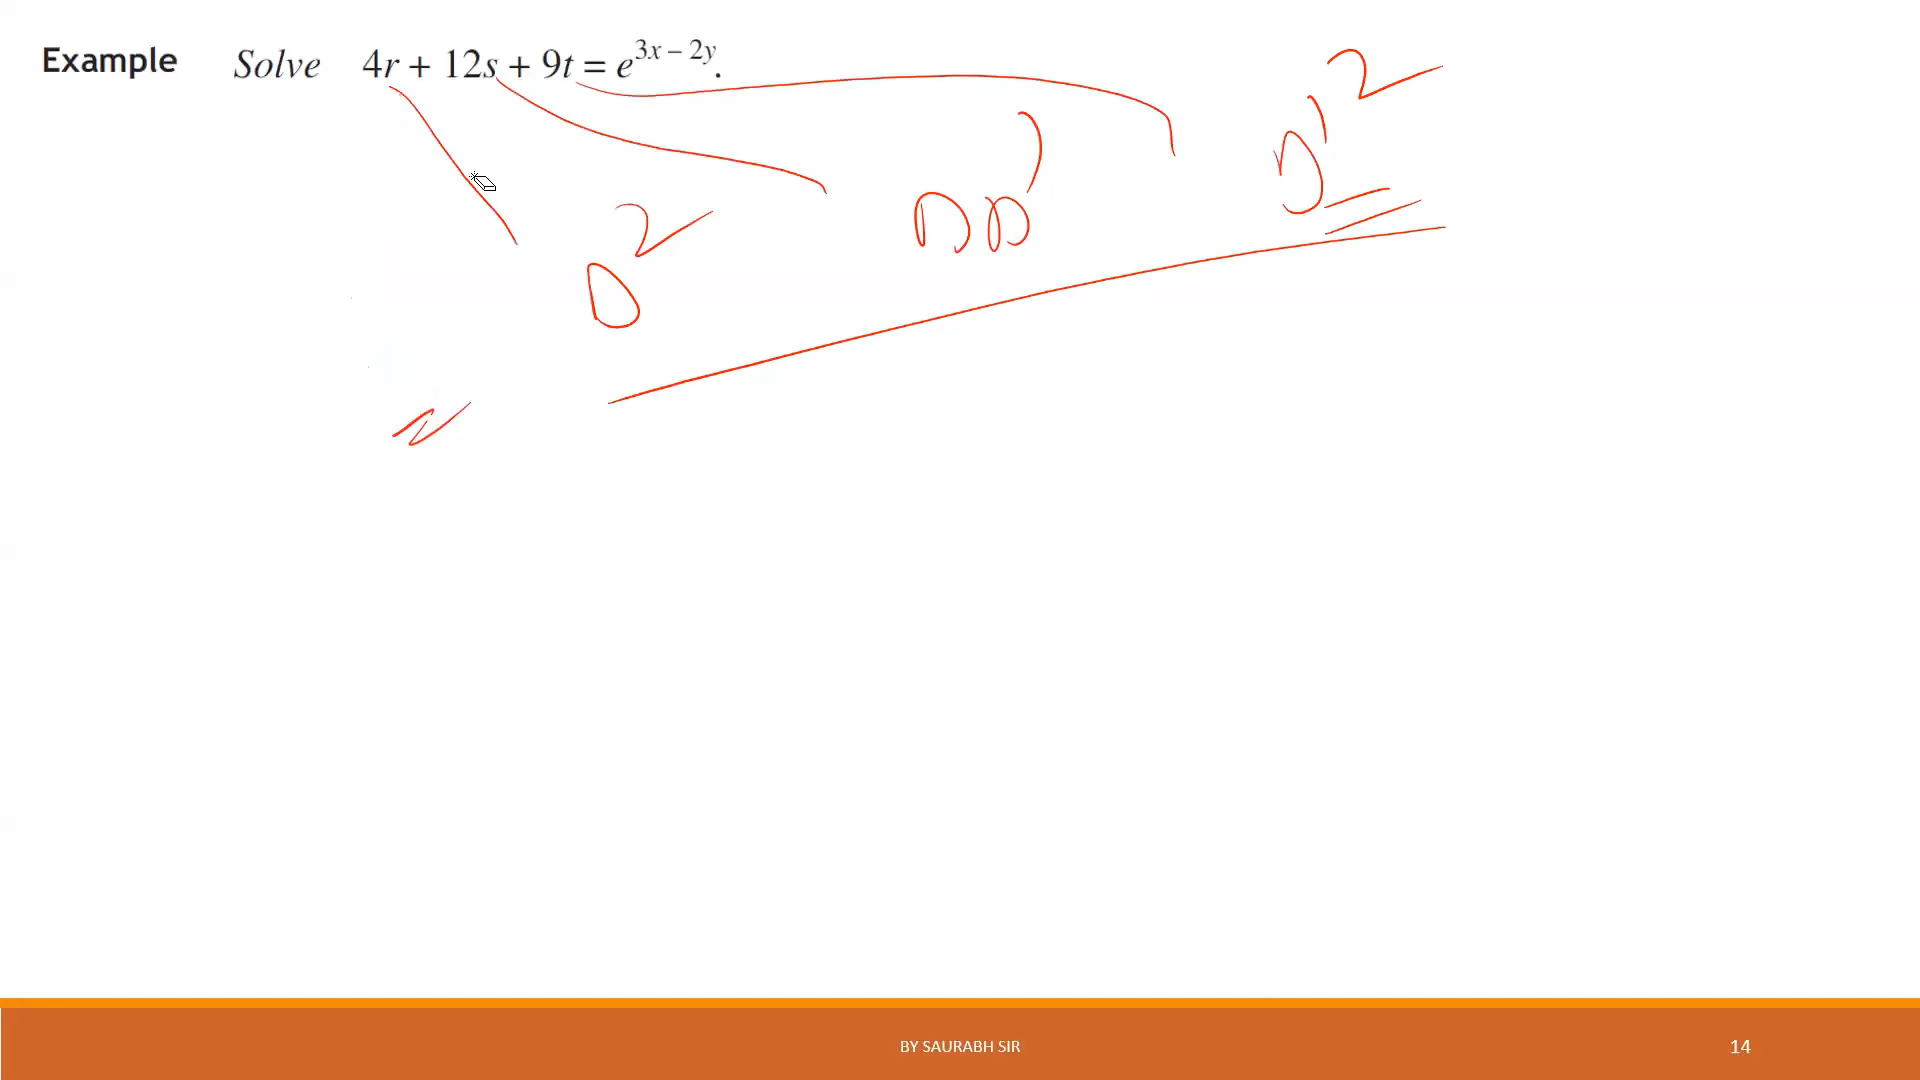 Example Solve 4r + 12s + 9t = e^{3x – 2y}.
D² DD' D'²
BY SAURABH SIR 14